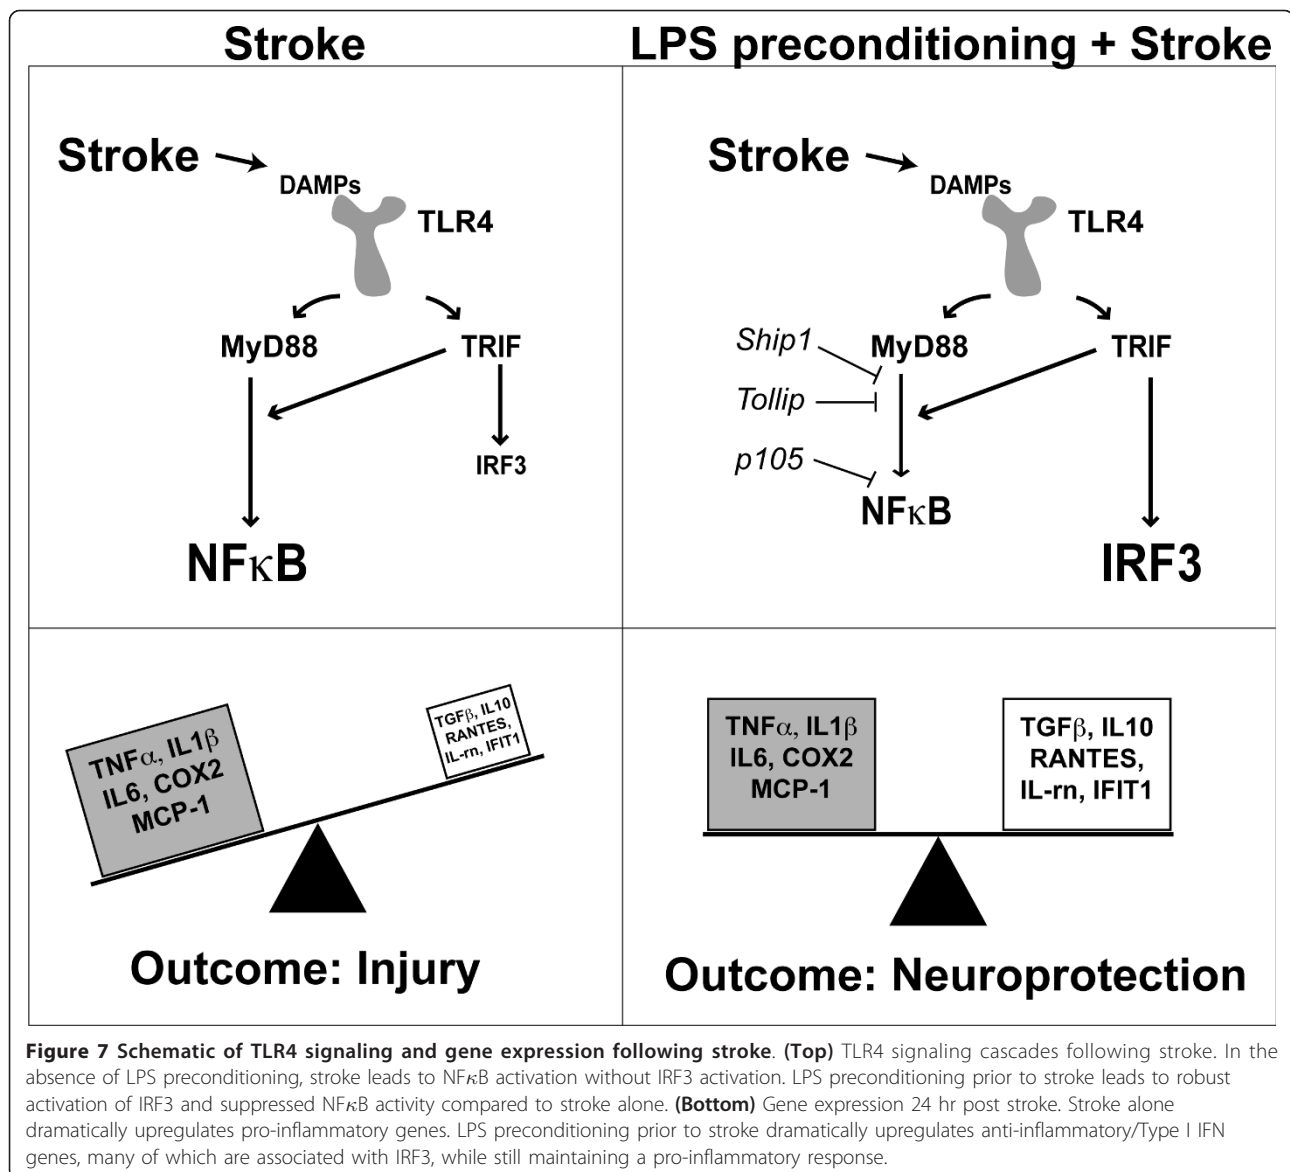 Stroke
LPS preconditioning + Stroke
Stroke
DAMPs
TLR4
MyD88
TRIF
IRF3
NFκB
Stroke
DAMPs
TLR4
Ship1
MyD88
TRIF
Tollip
p105
NFκB
IRF3
TNFα, IL1β
IL6, COX2
MCP-1
TGFβ, IL10
RANTES,
IL-rn, IFIT1
Outcome: Injury
TNFα, IL1β
IL6, COX2
MCP-1
TGFβ, IL10
RANTES,
IL-rn, IFIT1
Outcome: Neuroprotection
Figure 7 Schematic of TLR4 signaling and gene expression following stroke. (Top) TLR4 signaling cascades following stroke. In the
absence of LPS preconditioning, stroke leads to NFκB activation without IRF3 activation. LPS preconditioning prior to stroke leads to robust
activation of IRF3 and suppressed NFκB activity compared to stroke alone. (Bottom) Gene expression 24 hr post stroke. Stroke alone
dramatically upregulates pro-inflammatory genes. LPS preconditioning prior to stroke dramatically upregulates anti-inflammatory/Type I IFN
genes, many of which are associated with IRF3, while still maintaining a pro-inflammatory response.